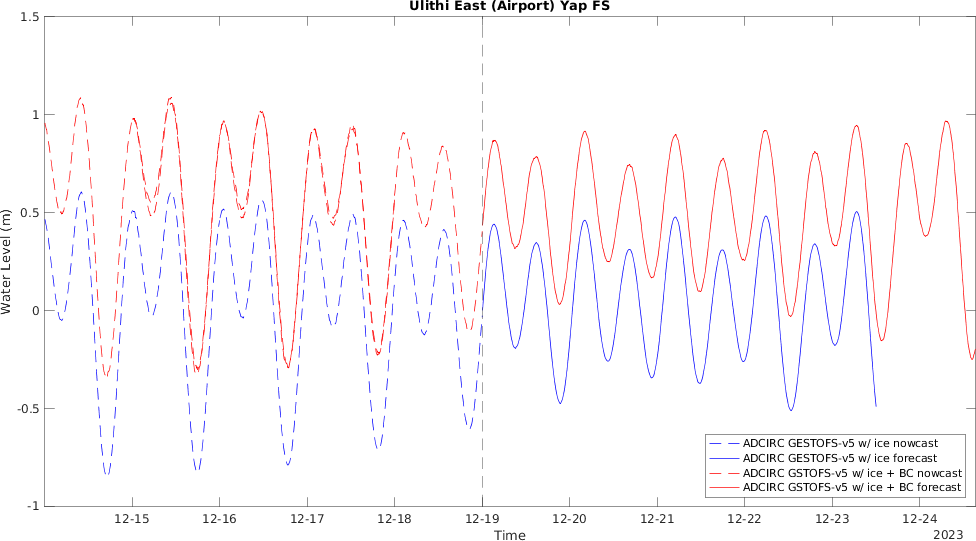 Ulithi East (Airport) Yap FS
1.5
1
0.5
0
-0.5
-1
Water Level (m)
12-15
12-16
12-17
12-18
12-19
12-20
12-21
12-22
12-23
12-24
Time
2023
ADCIRC GESTOFS-v5 w/ ice nowcast
ADCIRC GESTOFS-v5 w/ ice forecast
ADCIRC GSTOFS-v5 w/ ice + BC nowcast
ADCIRC GSTOFS-v5 w/ ice + BC forecast